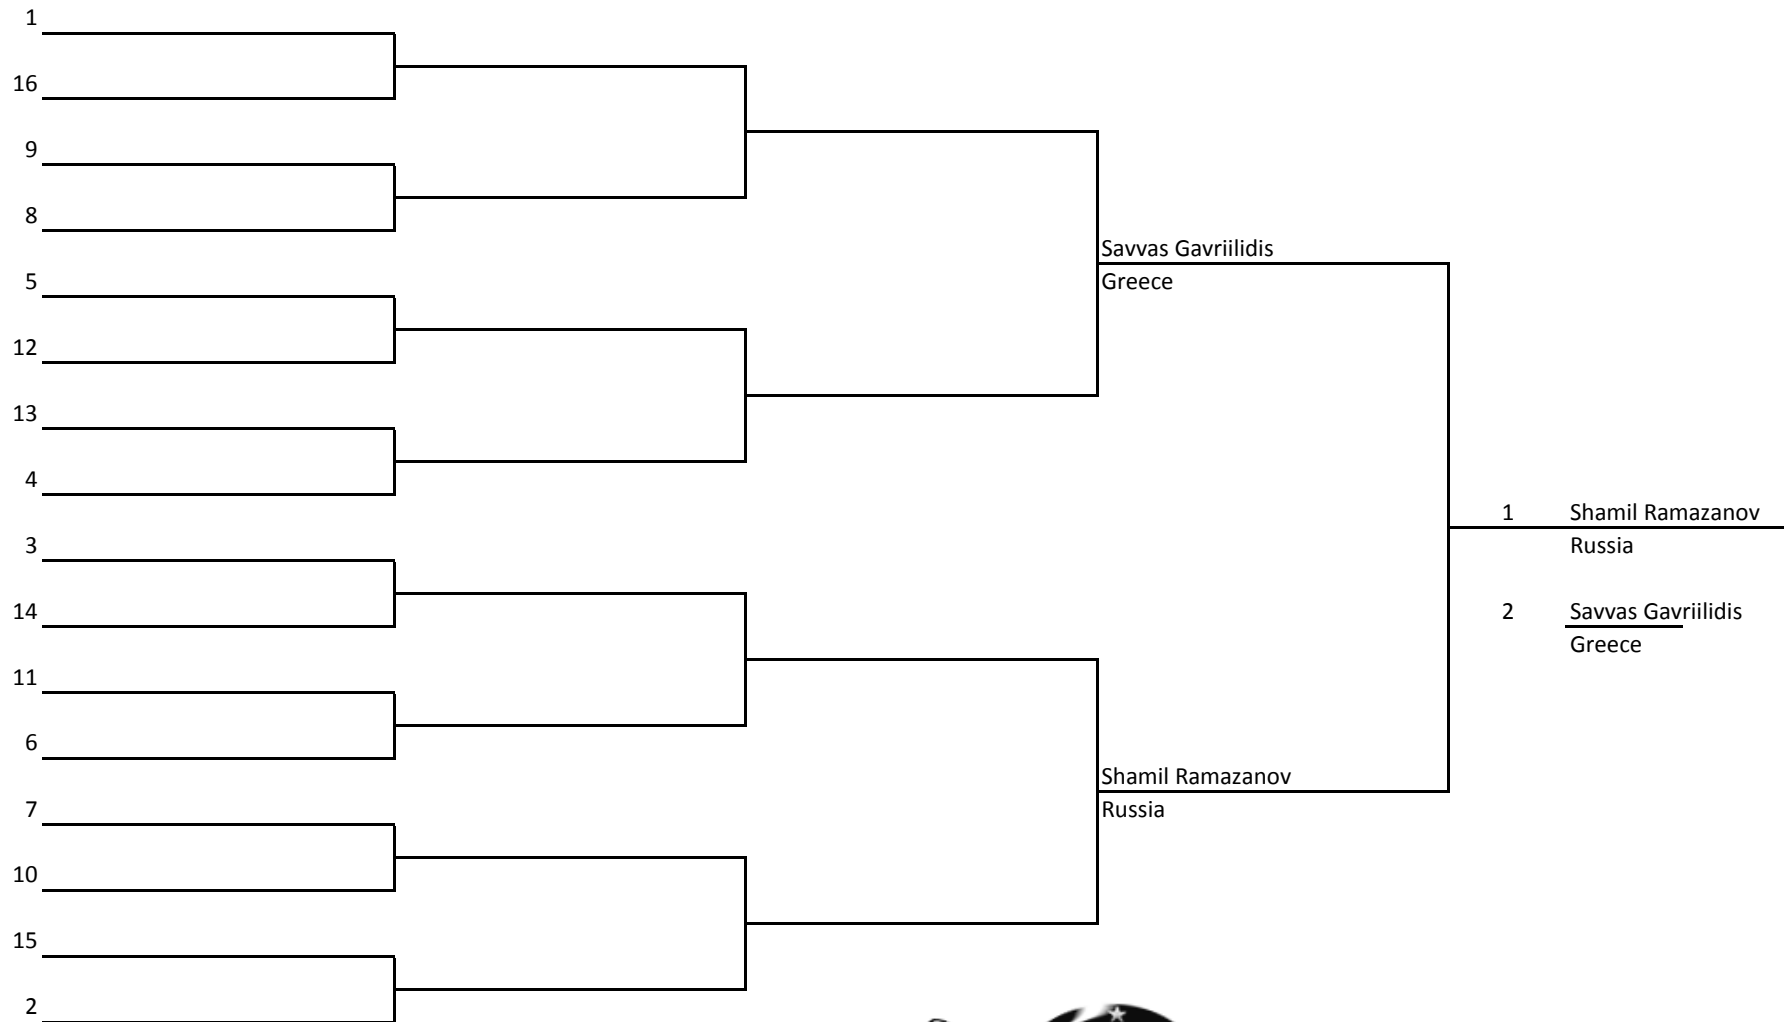 1
16
9
8
Savvas Gavriilidis
Greece
5
12
13
4
1 Shamil Ramazanov
Russia
3
14
2 Savvas Gavriilidis
Greece
11
6
Shamil Ramazanov
Russia
7
10
15
2